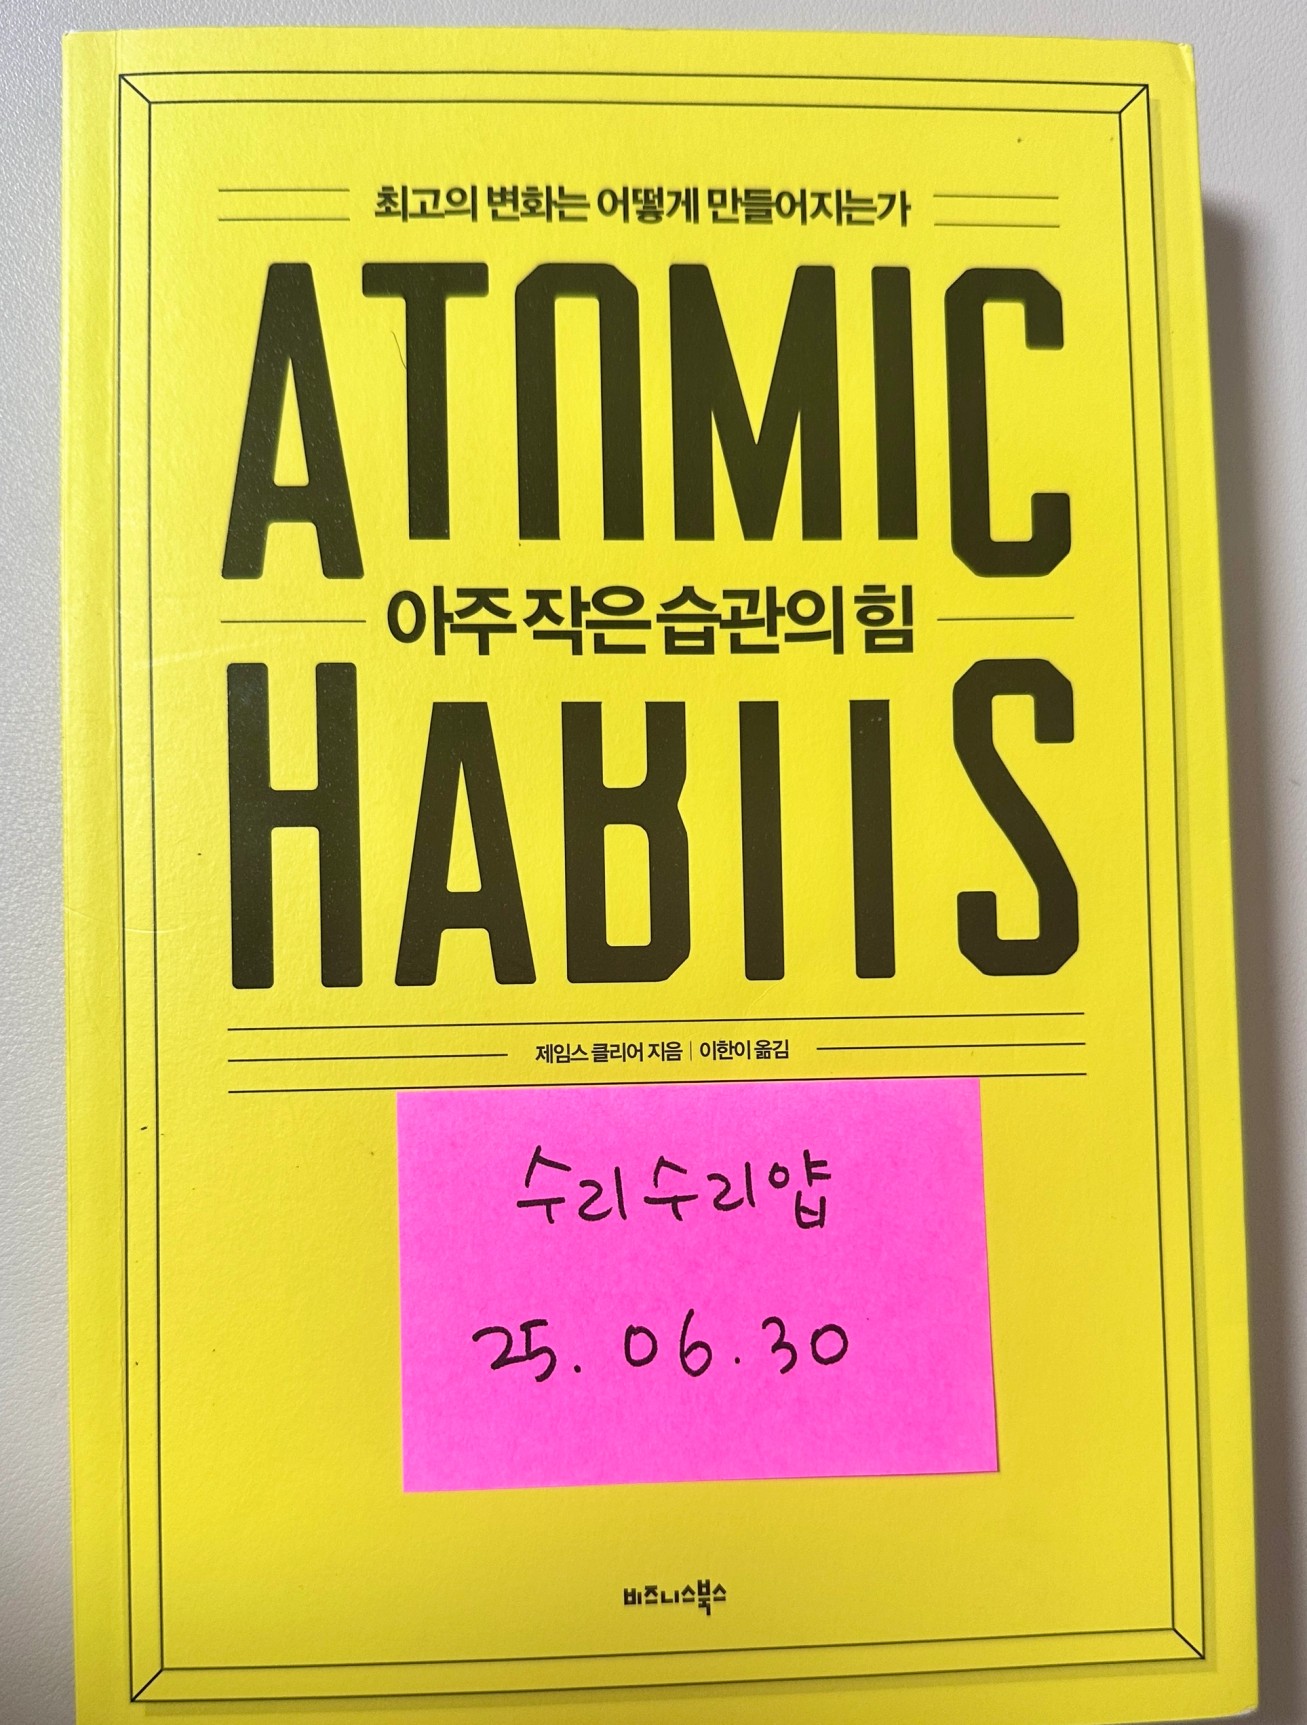 최고의 변화는 어떻게 만들어지는가
ATOMIC
아주 작은 습관의 힘
HABITS
제임스 클리어 지음 | 이한이 옮김
수리수리얍
25.06.30
비즈니스북스